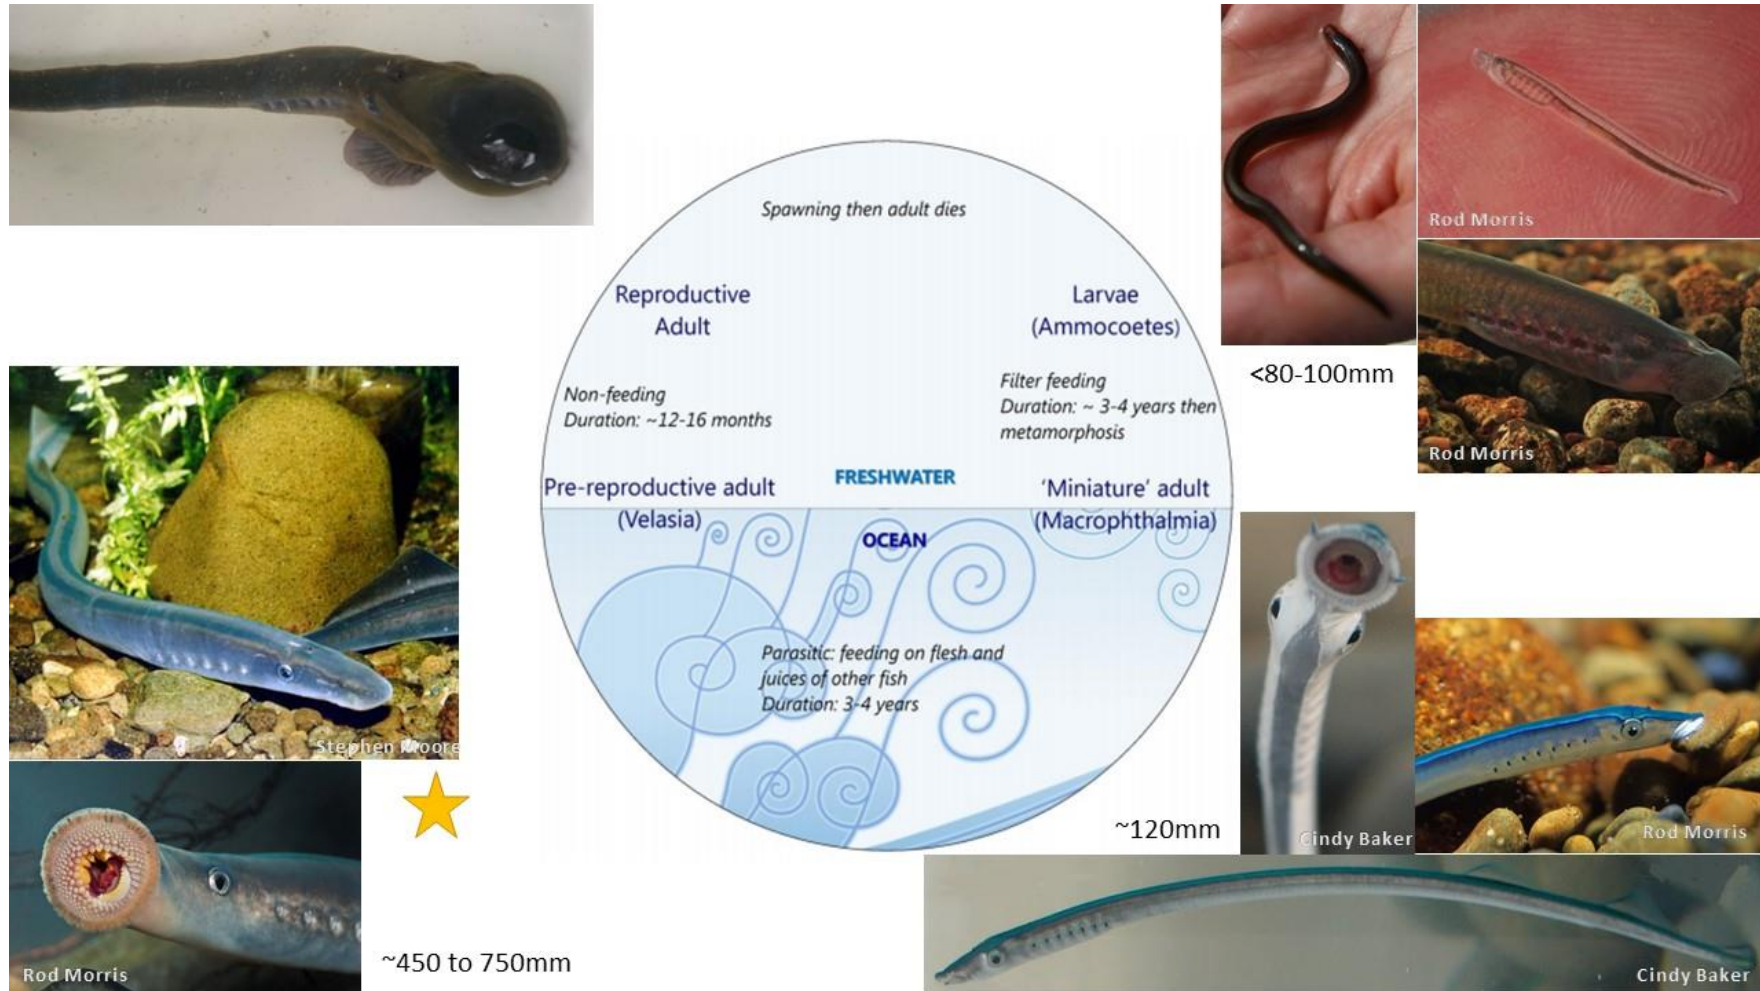 Spawning then adult dies
Reproductive
Adult
Larvae
(Ammocoetes)
Non-feeding
Duration: ~12-16 months
Filter feeding
Duration: ~ 3-4 years then
metamorphosis
FRESHWATER
Pre-reproductive adult
(Velasia)
'Miniature' adult
(Macrophthalmia)
OCEAN
Parasitic: feeding on flesh and
juices of other fish
Duration: 3-4 years
Rod Morris
<80-100mm
Rod Morris
Stephen Moore
~120mm
Cindy Baker
Rod Morris
Rod Morris
~450 to 750mm
Cindy Baker